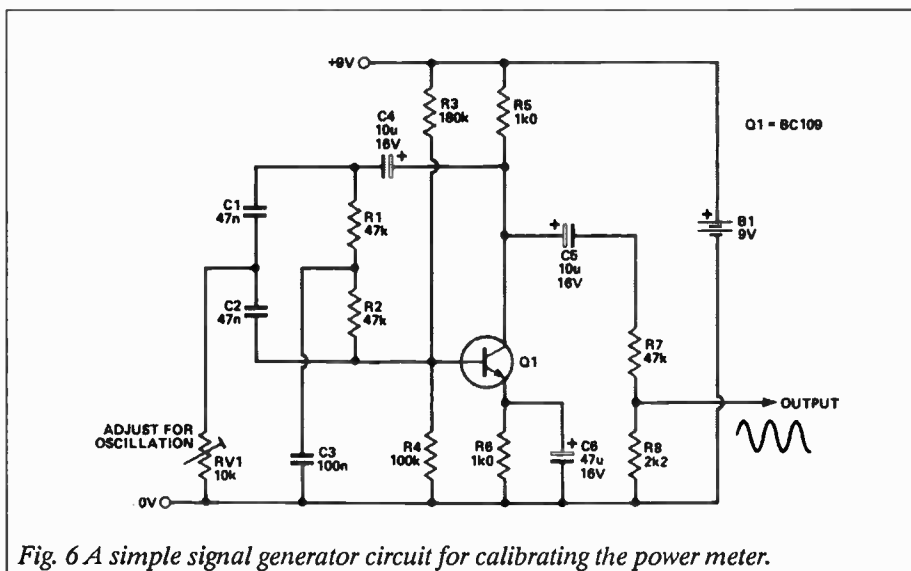 +9V
R3
180k
R5
1k0
Q1 = BC109
C4
10u
16V
+
C1
47n
R1
47k
+
B1
9V
+
C5
10u
16V
C2
47n
R2
47k
R7
47k
Q1
OUTPUT
ADJUST FOR
OSCILLATION
RV1
10k
C3
100n
R4
100k
R6
1k0
+
C6
47u
16V
R8
2k2
0V
Fig. 6 A simple signal generator circuit for calibrating the power meter.